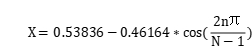 X= 0.53836 – 0.46164 * cos(2nπ/N − 1)